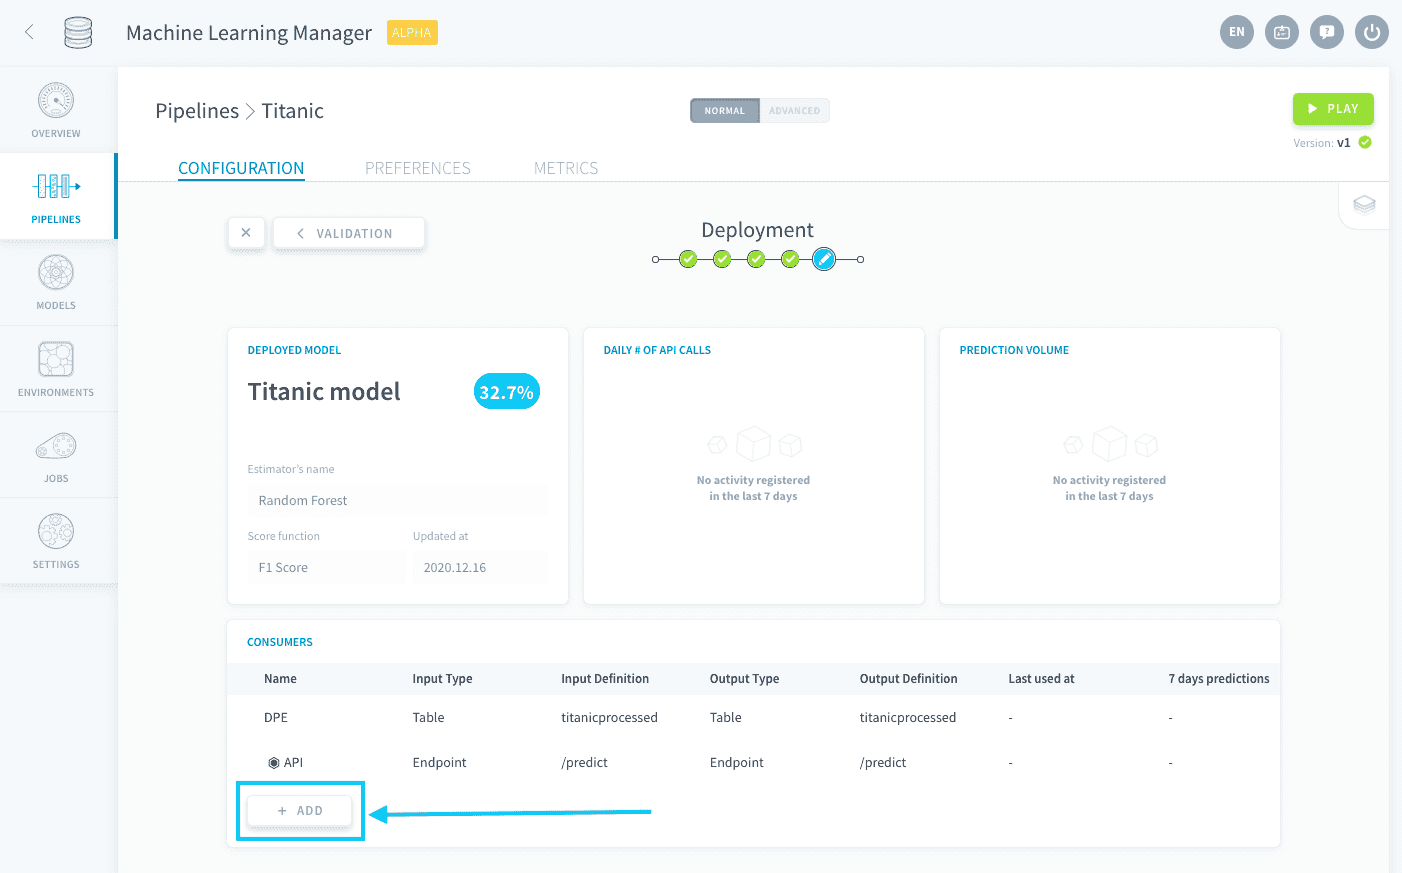 Machine Learning Manager ALPHA
EN
OVERVIEW
PIPELINES
MODELS
ENVIRONMENTS
JOBS
SETTINGS
Pipelines > Titanic
NORMAL ADVANCED
PLAY
Version: v1
CONFIGURATION PREFERENCES METRICS
VALIDATION
Deployment
DEPLOYED MODEL
Titanic model 32.7%
Estimator's name
Random Forest
Score function Updated at
F1 Score 2020.12.16
DAILY # OF API CALLS
No activity registered
in the last 7 days
PREDICTION VOLUME
No activity registered
in the last 7 days
CONSUMERS
Name Input Type Input Definition Output Type Output Definition Last used at 7 days predictions
DPE Table titanicprocessed Table titanicprocessed - -
API Endpoint /predict Endpoint /predict - -
+ ADD